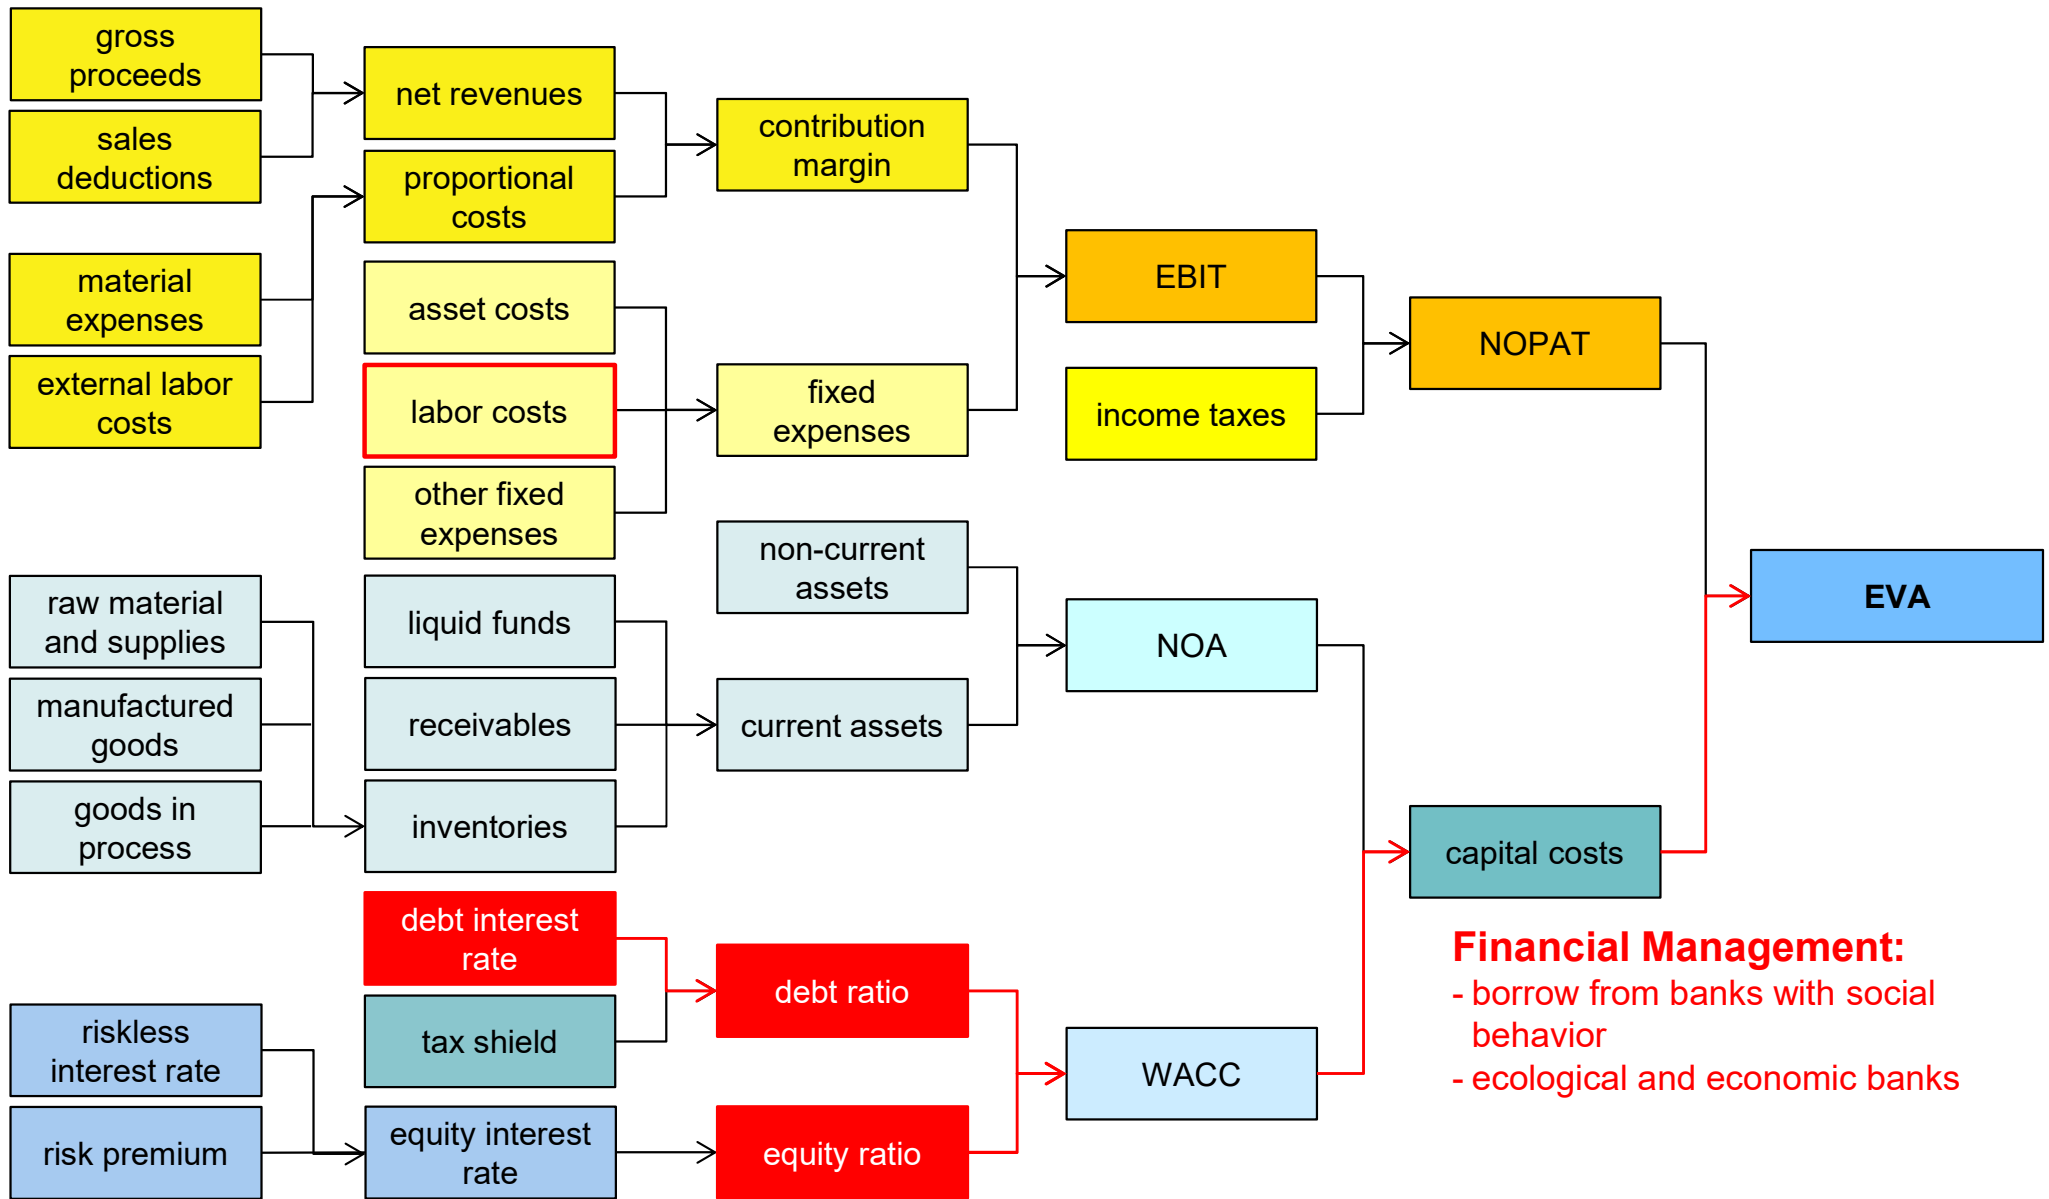 gross
proceeds
sales
deductions
material
expenses
external labor
costs
raw material
and supplies
manufactured
goods
goods in
process
riskless
interest rate
risk premium
net revenues
proportional
costs
asset costs
labor costs
other fixed
expenses
liquid funds
receivables
inventories
debt interest
rate
tax shield
equity interest
rate
contribution
margin
fixed
expenses
non-current
assets
current assets
debt ratio
equity ratio
EBIT
income taxes
NOA
WACC
NOPAT
capital costs
EVA
Financial Management:
- borrow from banks with social
behavior
- ecological and economic banks